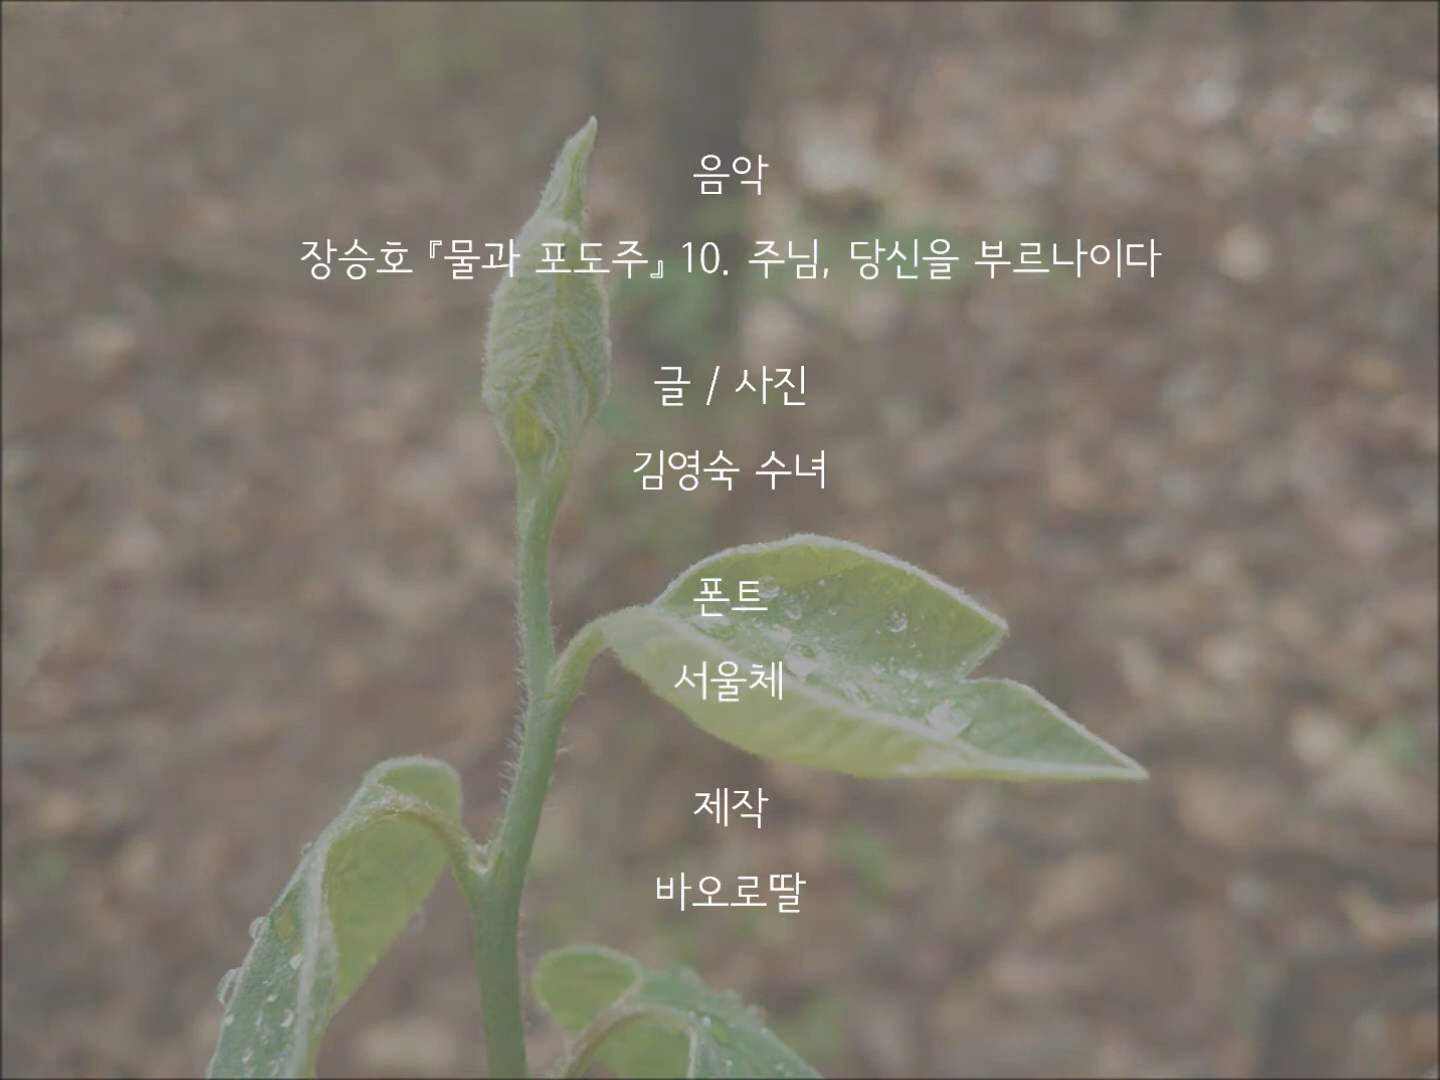 음악
장승호『물과 포도주』10. 주님, 당신을 부르나이다
글 / 사진
김영숙 수녀
폰트
서울체
제작
바오로딸